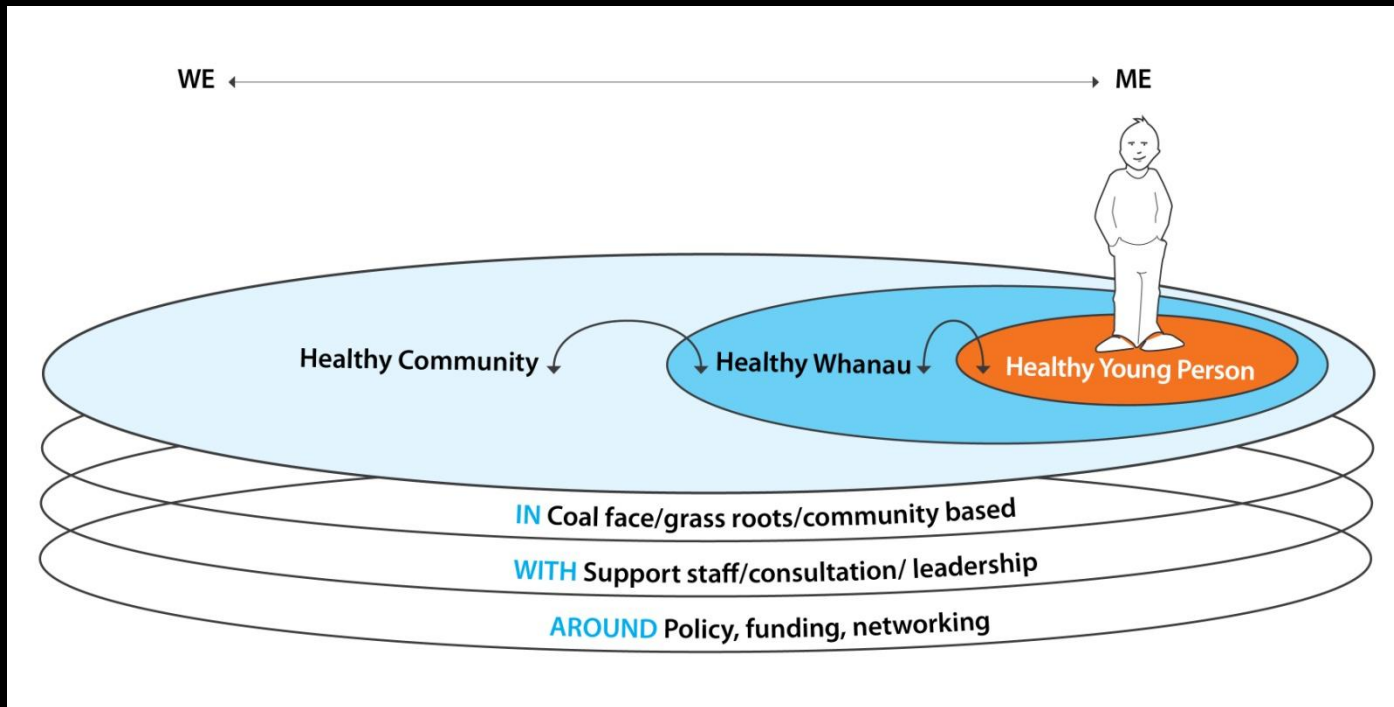 WE
ME
Healthy Community
Healthy Whanau
Healthy Young Person
IN Coal face/grass roots/community based
WITH Support staff/consultation/ leadership
AROUND Policy, funding, networking